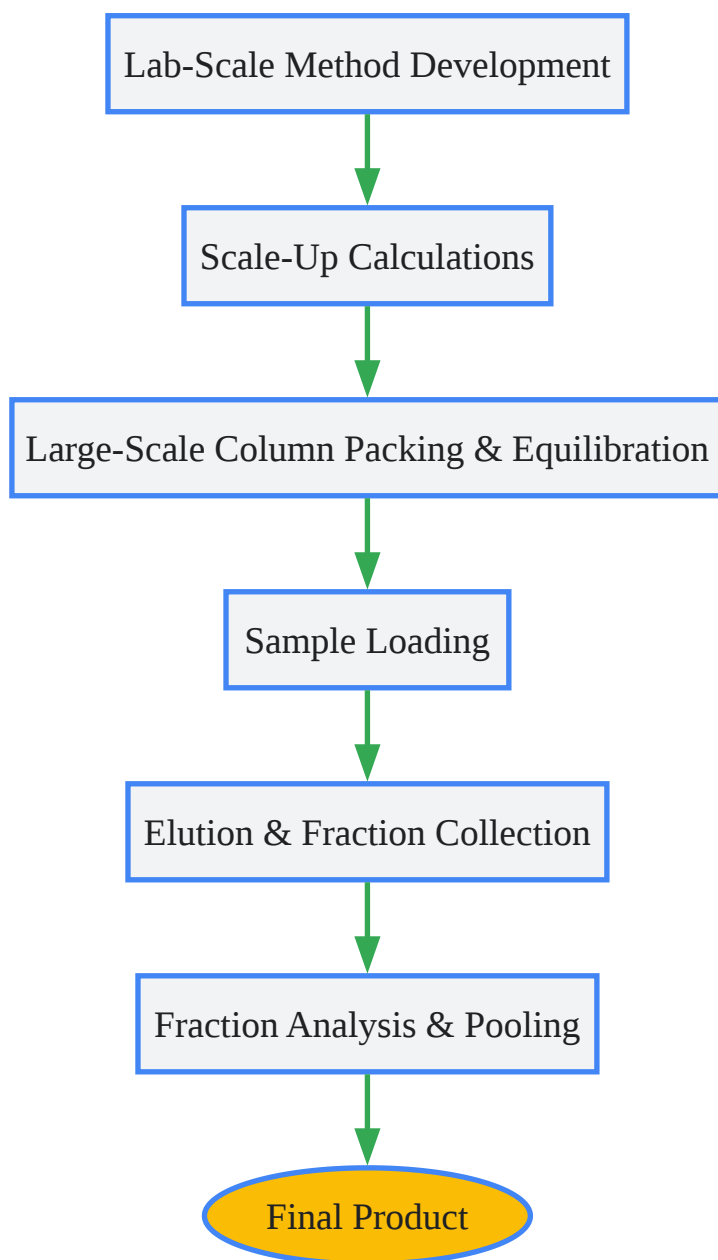 Lab-Scale Method Development
Scale-Up Calculations
Large-Scale Column Packing & Equilibration
Sample Loading
Elution & Fraction Collection
Fraction Analysis & Pooling
Final Product